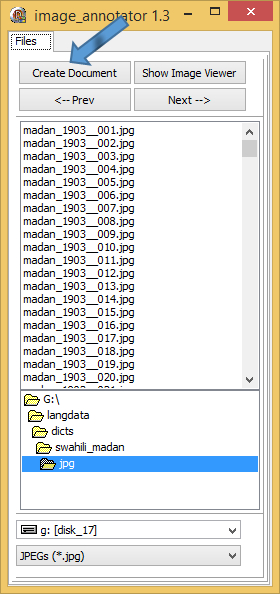 image_annotator 1.3
Files
Create Document
Show Image Viewer
<-- Prev
Next -->
madan_1903__001.jpg
madan_1903__002.jpg
madan_1903__003.jpg
madan_1903__004.jpg
madan_1903__005.jpg
madan_1903__006.jpg
madan_1903__007.jpg
madan_1903__008.jpg
madan_1903__009.jpg
madan_1903__010.jpg
madan_1903__011.jpg
madan_1903__012.jpg
madan_1903__013.jpg
madan_1903__014.jpg
madan_1903__015.jpg
madan_1903__016.jpg
madan_1903__017.jpg
madan_1903__018.jpg
madan_1903__019.jpg
madan_1903__020.jpg
G:\
langdata
dicts
swahili_madan
jpg
g: [disk_17]
JPEGs (*.jpg)